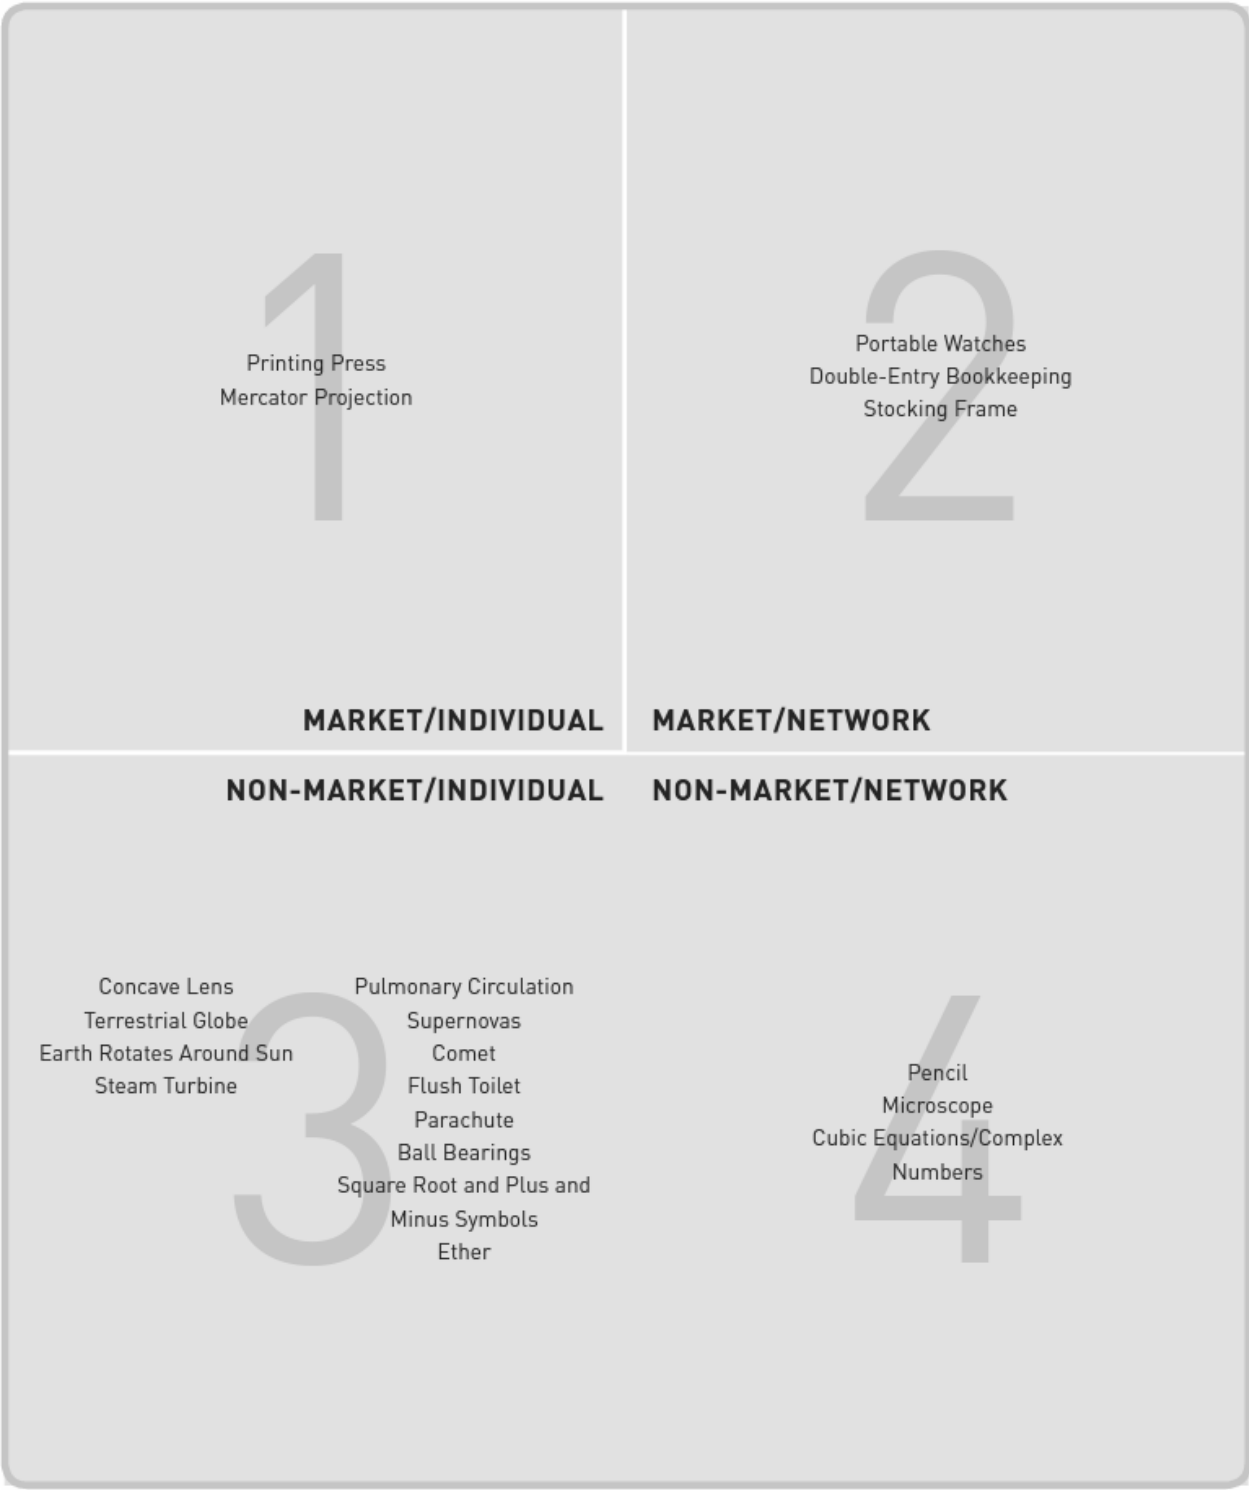 1
Printing Press
Mercator Projection
MARKET/INDIVIDUAL
2
Portable Watches
Double-Entry Bookkeeping
Stocking Frame
MARKET/NETWORK
NON-MARKET/INDIVIDUAL
3
Concave Lens
Terrestrial Globe
Earth Rotates Around Sun
Steam Turbine
Pulmonary Circulation
Supernovas
Comet
Flush Toilet
Parachute
Ball Bearings
Square Root and Plus and
Minus Symbols
Ether
NON-MARKET/NETWORK
4
Pencil
Microscope
Cubic Equations/Complex
Numbers